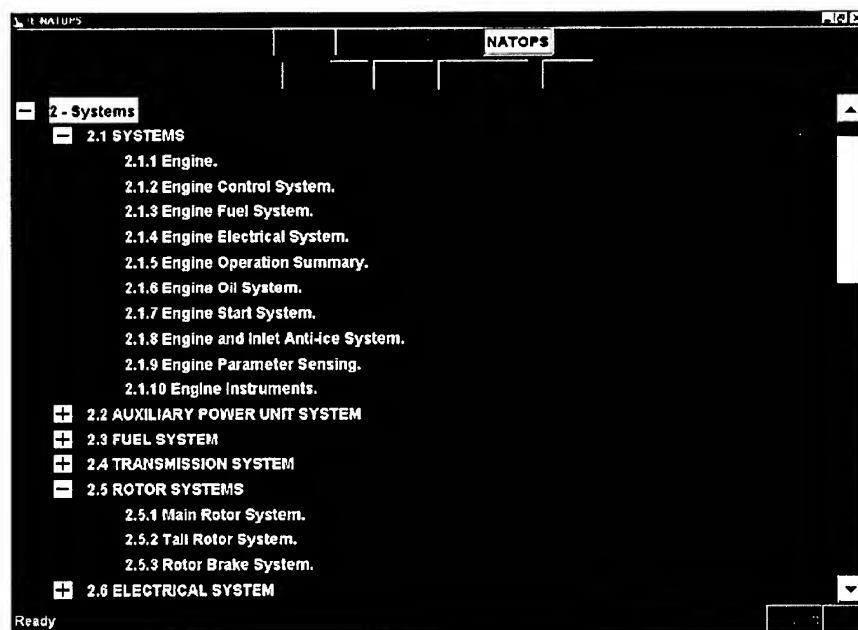 E-NATOPS
NATOPS
2 - Systems
2.1 SYSTEMS
2.1.1 Engine.
2.1.2 Engine Control System.
2.1.3 Engine Fuel System.
2.1.4 Engine Electrical System.
2.1.5 Engine Operation Summary.
2.1.6 Engine Oil System.
2.1.7 Engine Start System.
2.1.8 Engine and Inlet Anti-ice System.
2.1.9 Engine Parameter Sensing.
2.1.10 Engine Instruments.
2.2 AUXILIARY POWER UNIT SYSTEM
2.3 FUEL SYSTEM
2.4 TRANSMISSION SYSTEM
2.5 ROTOR SYSTEMS
2.5.1 Main Rotor System.
2.5.2 Tail Rotor System.
2.5.3 Rotor Brake System.
2.6 ELECTRICAL SYSTEM
Ready